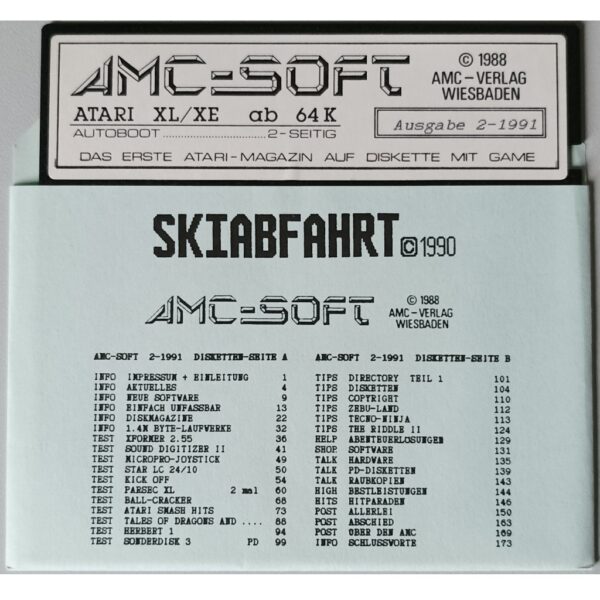 AMC-SOFT
© 1988
AMC-VERLAG
WIESBADEN
ATARI XL/XE ab 64K
AUTOBOOT....................2-SEITIG
Ausgabe 2-1991
DAS ERSTE ATARI-MAGAZIN AUF DISKETTE MIT GAME
SKIABFAHRT ©1990
AMC-SOFT
© 1988
AMC-VERLAG
WIESBADEN
AMC-SOFT 2-1991 DISKETTEN-SEITE A
INFO IMPRESSUM + EINLEITUNG 1
INFO AKTUELLES 4
INFO NEUE SOFTWARE 9
INFO EINFACH UNFASSBAR 13
INFO DISKMAGAZINE 22
INFO 1.4M BYTE-LAUFWERKE 32
TEST XFORMER 2.55 36
TEST SOUND DIGITIZER II 41
TEST MICROPRO-JOYSTICK 49
TEST STAR LC 24/10 50
TEST KICK OFF 54
TEST PARSEC XL 2 mal 60
TEST BALL-CRACKER 68
TEST ATARI SMASH HITS 73
TEST TALES OF DRAGONS AND .... 88
TEST HERBERT 1 94
TEST SONDERDISK 3 PD 99
AMC-SOFT 2-1991 DISKETTEN-SEITE B
TIPS DIRECTORY TEIL 1 101
TIPS DISKETTEN 104
TIPS COPYRIGHT 110
TIPS ZEBU-LAND 112
TIPS TECNO-NINJA 113
TIPS THE RIDDLE II 124
HELP ABENTEUERLÖSUNGEN 129
SHOP SOFTWARE 131
TALK HARDWARE 135
TALK PD-DISKETTEN 139
TALK RAUBKOPIEN 143
HIGH BESTLEISTUNGEN 144
HITS HITPARADEN 146
POST ALLERLEI 150
POST ABSCHIED 163
POST ÜBER DEN AMC 169
INFO SCHLUSSWORTE 173